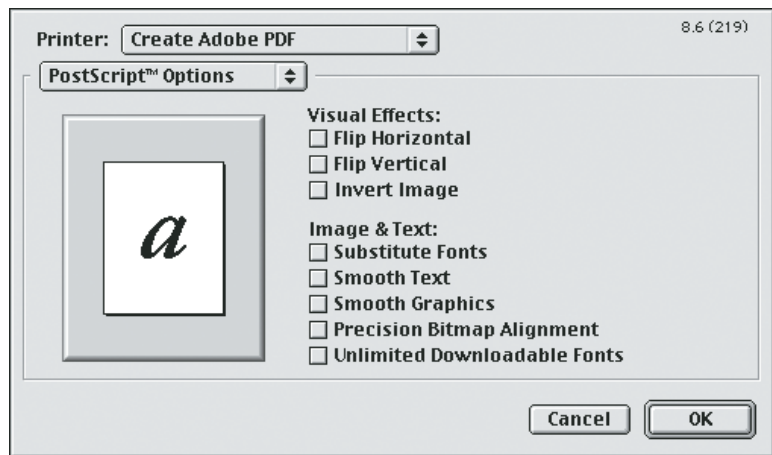 Printer: Create Adobe PDF
8.6 (219)
PostScript™ Options
Visual Effects:
Flip Horizontal
Flip Vertical
Invert Image
a
Image & Text:
Substitute Fonts
Smooth Text
Smooth Graphics
Precision Bitmap Alignment
Unlimited Downloadable Fonts
Cancel OK